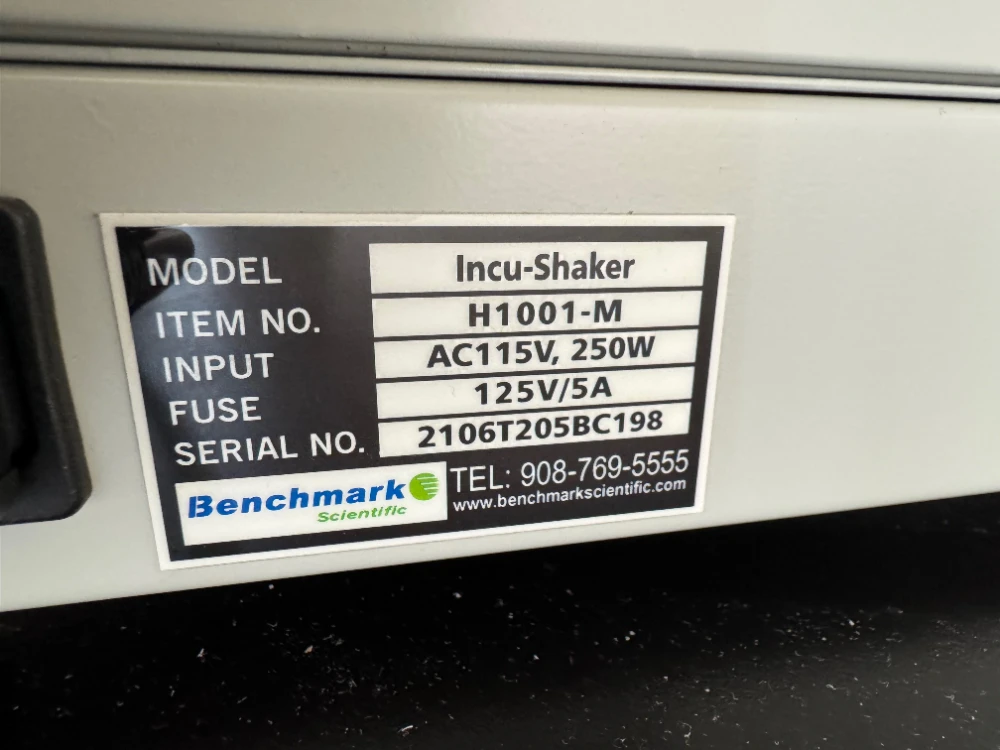 MODEL Incu-Shaker
ITEM NO. H1001-M
INPUT AC115V, 250W
FUSE 125V/5A
SERIAL NO. 2106T205BC198
Benchmark
Scientific
TEL: 908-769-5555
www.benchmarkscientific.com